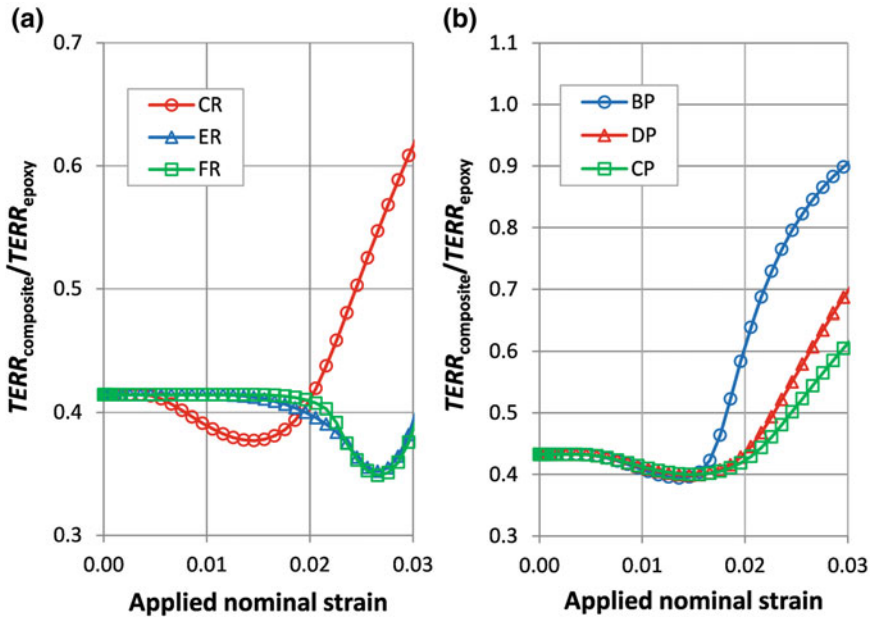 (a)
0.7
0.6
0.5
0.4
0.3
TERRcomposite/TERRepoxy
CR
ER
FR
0.00 0.01 0.02 0.03
Applied nominal strain
(b)
1.1
1.0
0.9
0.8
0.7
0.6
0.5
0.4
0.3
TERRcomposite/TERRepoxy
BP
DP
CP
0.00 0.01 0.02 0.03
Applied nominal strain